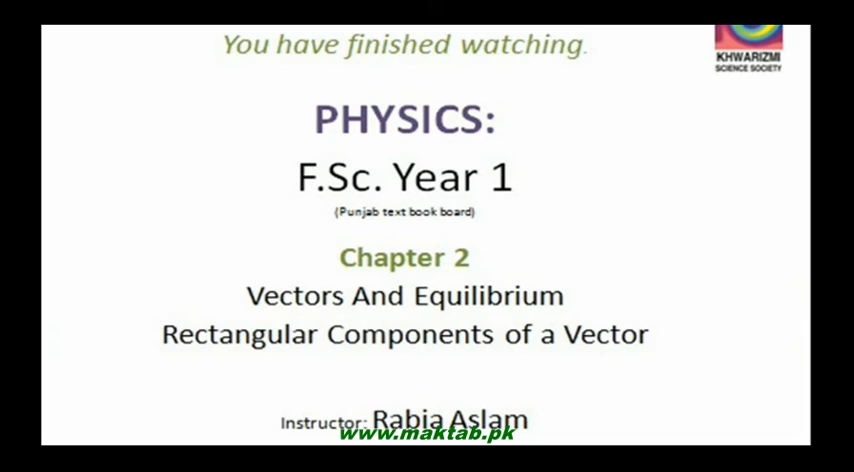 You have finished watching.
KHWARIZMI
SCIENCE SOCIETY
PHYSICS:
F.Sc. Year 1
(Punjab text book board)
Chapter 2
Vectors And Equilibrium
Rectangular Components of a Vector
Instructor: Rabia Aslam
www.maktab.pk